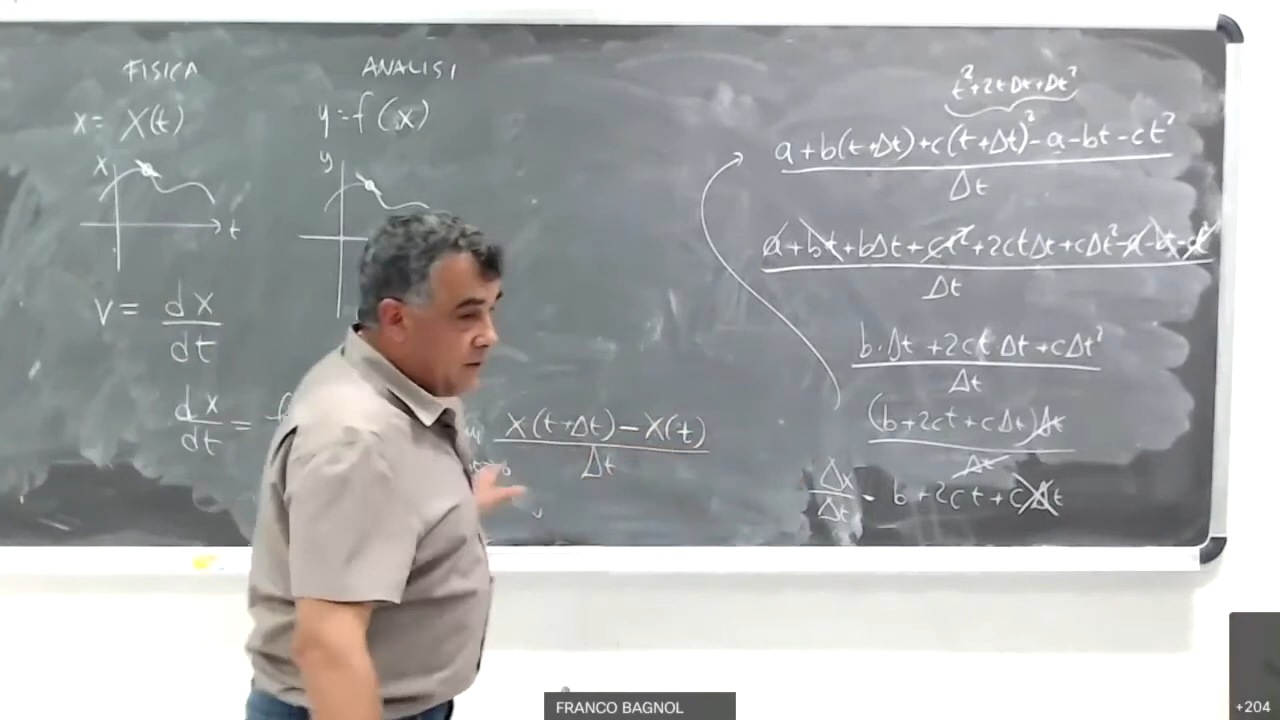 FISICA
x = X(t)
x
t
v = dx/dt
dx/dt =
ANALISI
y = f(x)
y
X(t+Δt) - X(t)
Δt
t²+2tΔt+Δt²
a+b(t+Δt)+c(t+Δt)²-a-bt-ct²
Δt
a+bt+bΔt+ct²+2ctΔt+cΔt²-a-bt-ct²
Δt
b·Δt+2ctΔt+cΔt²
Δt
(b+2ct+cΔt)Δt
Δt
Δx/Δt - b+2ct+cΔt
FRANCO BAGNOL
+204